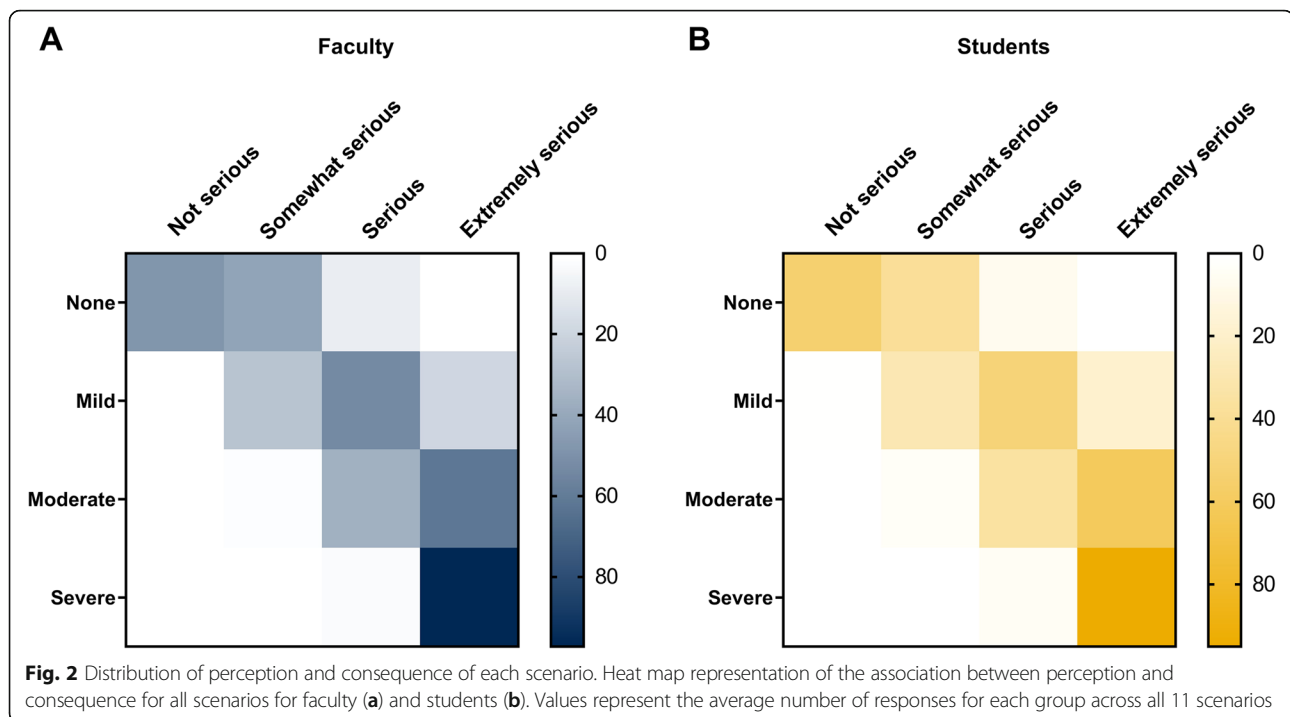 A
Faculty
Not serious
Somewhat serious
Serious
Extremely serious
None
Mild
Moderate
Severe
0
20
40
60
80
B
Students
Not serious
Somewhat serious
Serious
Extremely serious
None
Mild
Moderate
Severe
0
20
40
60
80
Fig. 2 Distribution of perception and consequence of each scenario. Heat map representation of the association between perception and
consequence for all scenarios for faculty (a) and students (b). Values represent the average number of responses for each group across all 11 scenarios